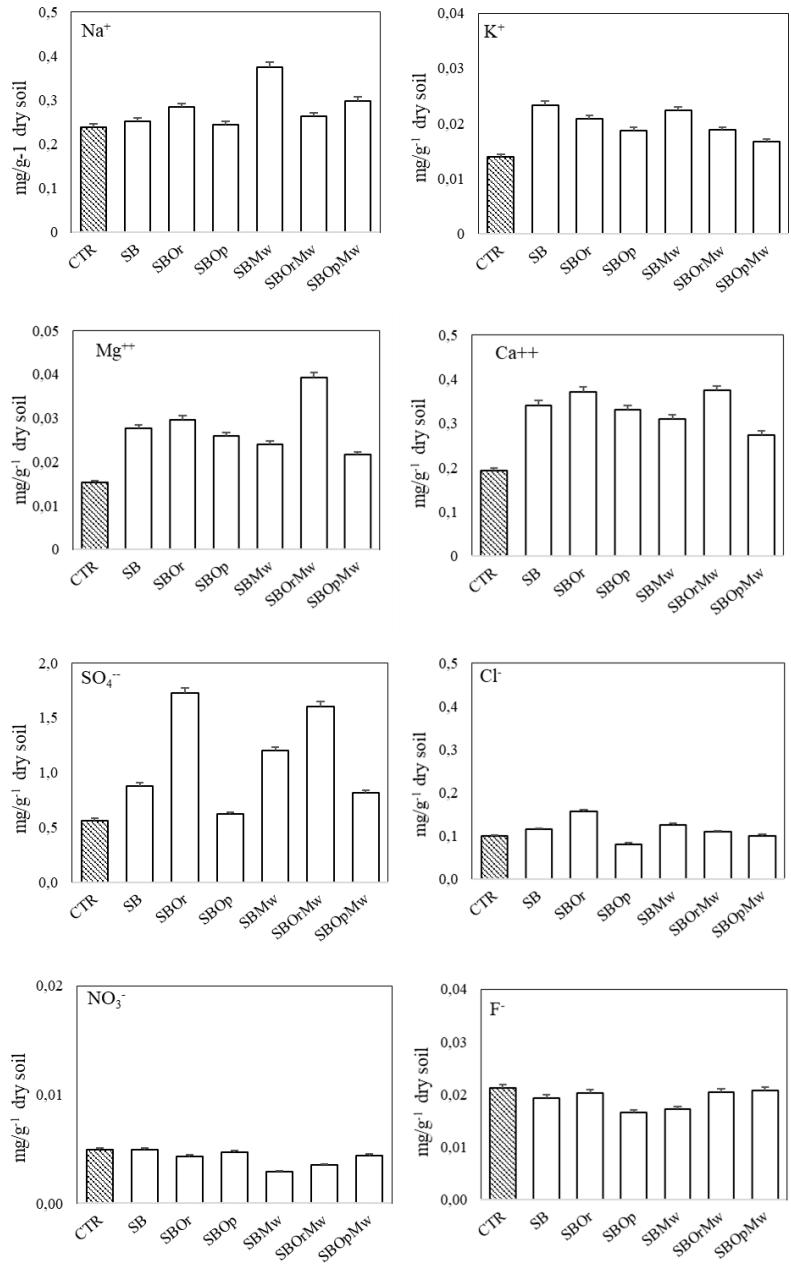 Na+
mg/g-1 dry soil
0,5
0,4
0,3
0,2
0,1
0
CTR
SB
SBOr
SBOp
SBMw
SBOrMw
SBOpMw
K+
mg/g-1 dry soil
0,04
0,03
0,02
0,01
0
CTR
SB
SBOr
SBOp
SBMw
SBOrMw
SBOpMw
Mg++
mg/g-1 dry soil
0,05
0,04
0,03
0,02
0,01
0
CTR
SB
SBOr
SBOp
SBMw
SBOrMw
SBOpMw
Ca++
mg/g-1 dry soil
0,5
0,4
0,3
0,2
0,1
0
CTR
SB
SBOr
SBOp
SBMw
SBOrMw
SBOpMw
SO4--
mg/g-1 dry soil
2,0
1,5
1,0
0,5
0,0
CTR
SB
SBOr
SBOp
SBMw
SBOrMw
SBOpMw
Cl-
mg/g-1 dry soil
0,5
0,4
0,3
0,2
0,1
0,0
CTR
SB
SBOr
SBOp
SBMw
SBOrMw
SBOpMw
NO3-
mg/g-1 dry soil
0,02
0,01
0,00
CTR
SB
SBOr
SBOp
SBMw
SBOrMw
SBOpMw
F-
mg/g-1 dry soil
0,04
0,03
0,02
0,01
0,00
CTR
SB
SBOr
SBOp
SBMw
SBOrMw
SBOpMw